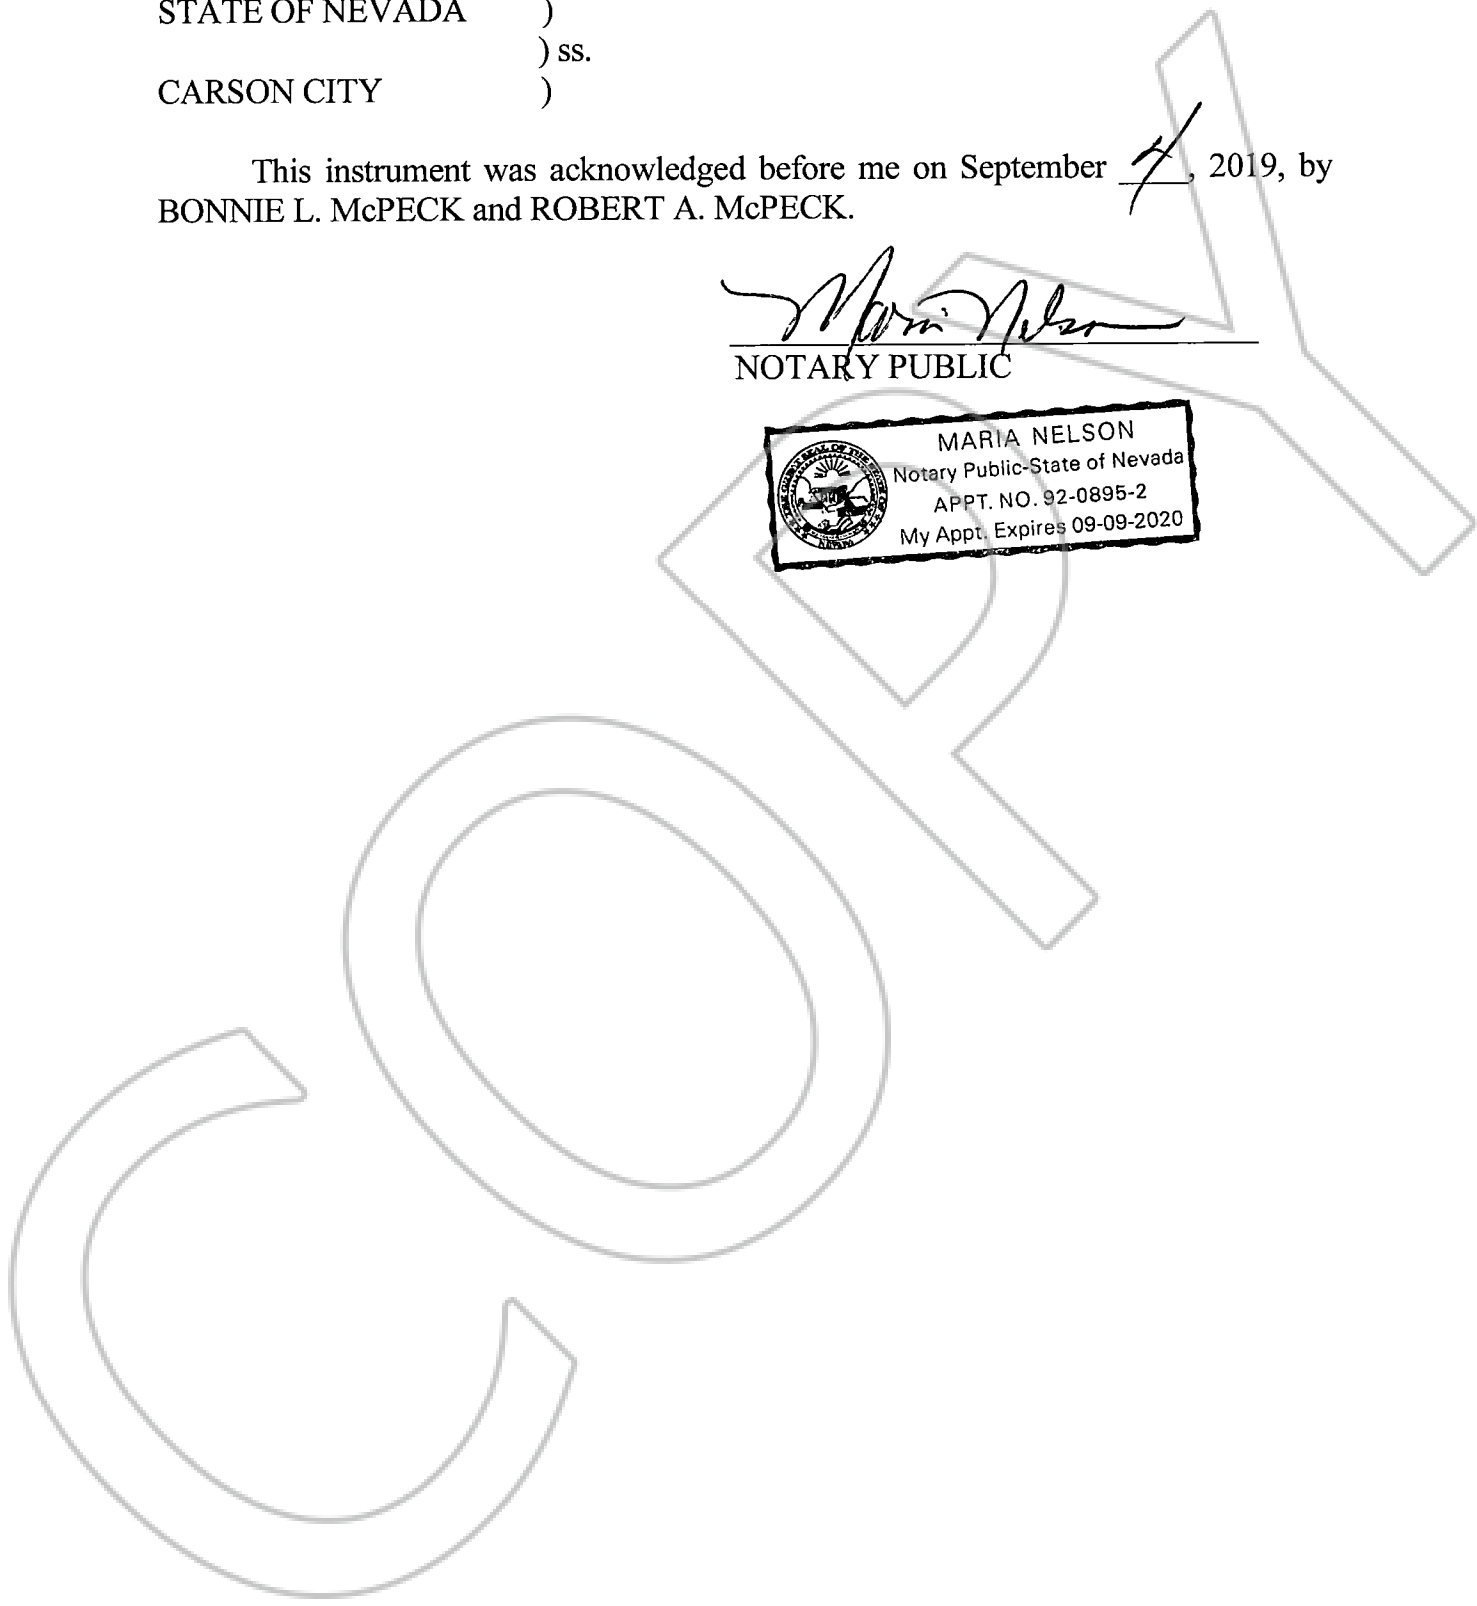 STATE OF NEVADA )
) ss.
CARSON CITY )
This instrument was acknowledged before me on September 4, 2019, by
BONNIE L. McPECK and ROBERT A. McPECK.
Maria Nelson
NOTARY PUBLIC
MARIA NELSON
Notary Public-State of Nevada
APPT. NO. 92-0895-2
My Appt. Expires 09-09-2020
COPY